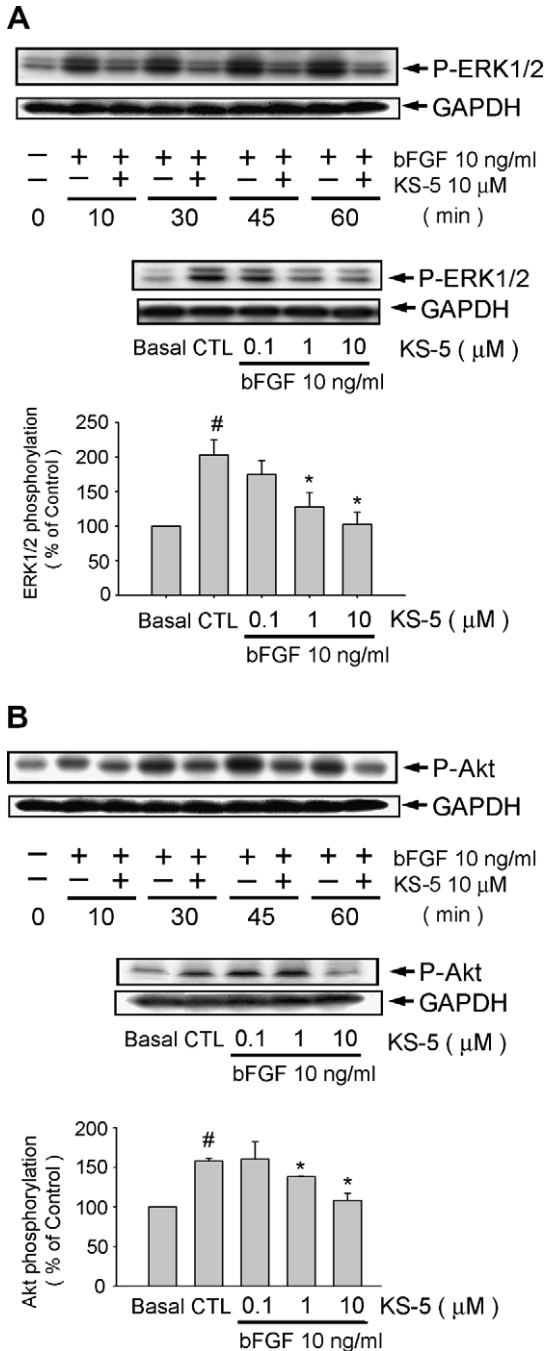 A
P-ERK1/2
GAPDH
− + + + + + + + + bFGF 10 ng/ml
− − + − + − + − + KS-5 10 μM
0 10 30 45 60 ( min )
P-ERK1/2
GAPDH
Basal CTL 0.1 1 10 KS-5 ( μM )
bFGF 10 ng/ml
ERK1/2 phosphorylation
( % of Control )
250
200
150
100
50
0
#
*
*
Basal CTL 0.1 1 10 KS-5 ( μM )
bFGF 10 ng/ml
B
P-Akt
GAPDH
− + + + + + + + + bFGF 10 ng/ml
− − + − + − + − + KS-5 10 μM
0 10 30 45 60 ( min )
P-Akt
GAPDH
Basal CTL 0.1 1 10 KS-5 ( μM )
bFGF 10 ng/ml
Akt phosphorylation
( % of Control )
200
150
100
50
0
#
*
*
Basal CTL 0.1 1 10 KS-5 ( μM )
bFGF 10 ng/ml